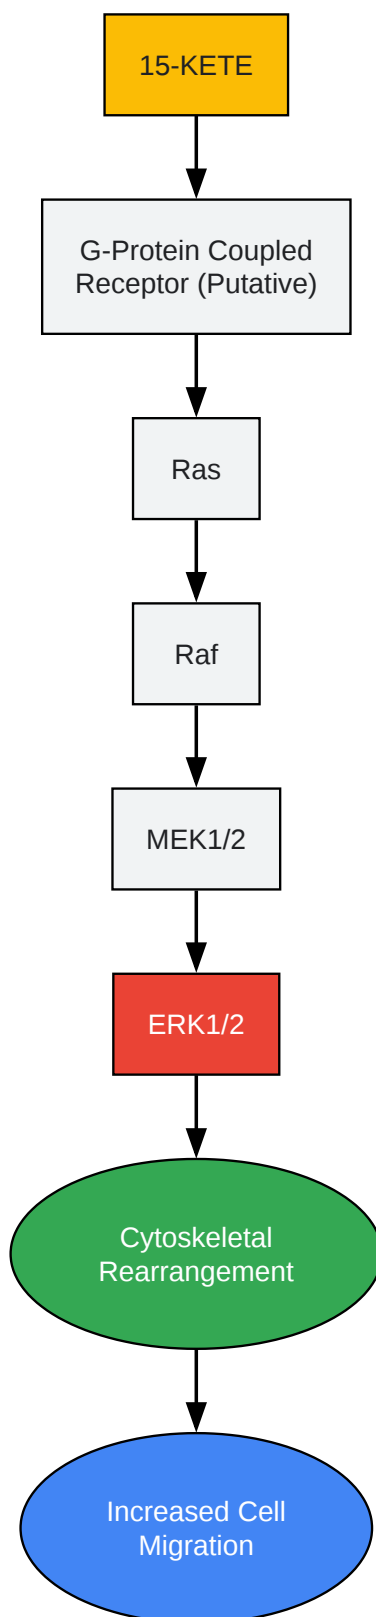 15-KETE
G-Protein Coupled
Receptor (Putative)
Ras
Raf
MEK1/2
ERK1/2
Cytoskeletal
Rearrangement
Increased Cell
Migration